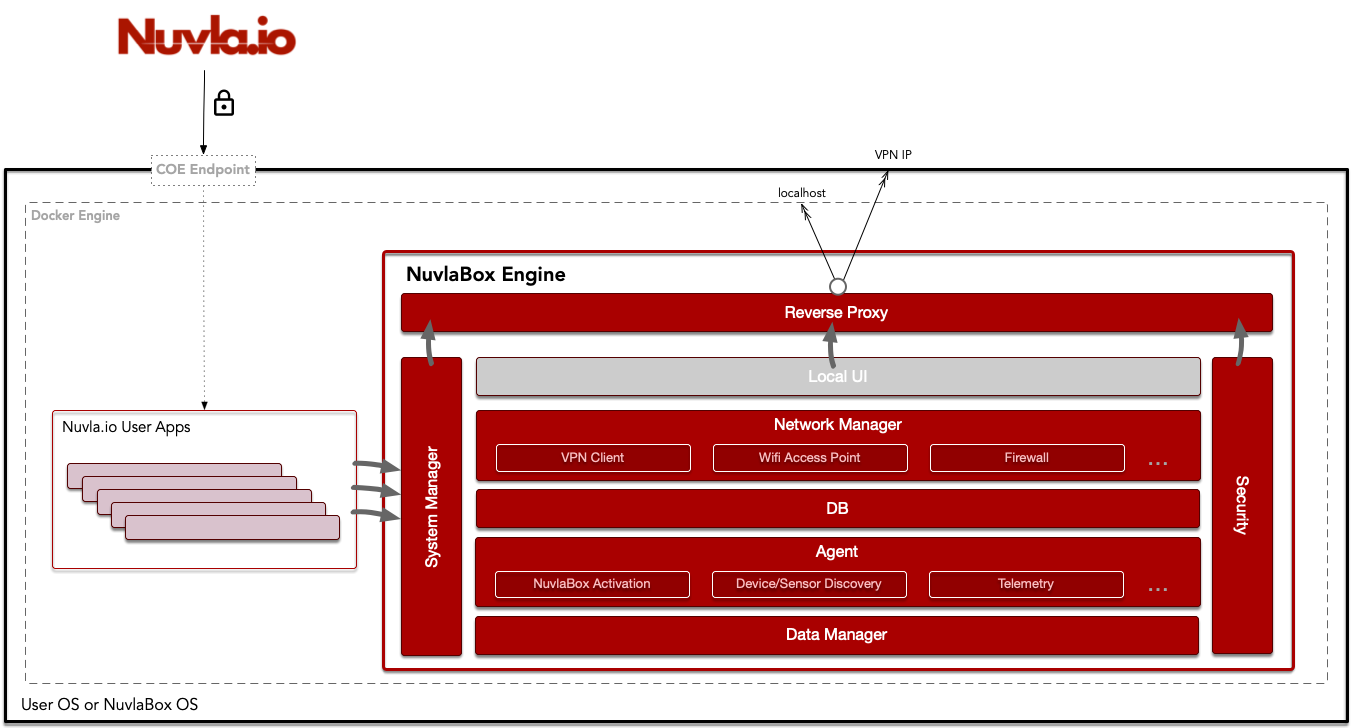 Nuvla.io
COE Endpoint
VPN IP
localhost
Docker Engine
NuvlaBox Engine
Reverse Proxy
Local UI
Nuvla.io User Apps
System Manager
Network Manager
VPN Client
Wifi Access Point
Firewall
...
DB
Security
Agent
NuvlaBox Activation
Device/Sensor Discovery
Telemetry
...
Data Manager
User OS or NuvlaBox OS